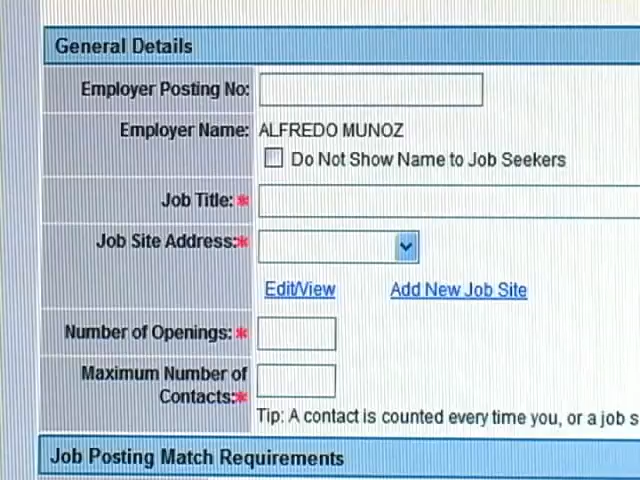 General Details
Employer Posting No:
Employer Name: ALFREDO MUNOZ
Do Not Show Name to Job Seekers
Job Title:*
Job Site Address:*
Edit/View Add New Job Site
Number of Openings: *
Maximum Number of
Contacts:*
Tip: A contact is counted every time you, or a job s
Job Posting Match Requirements